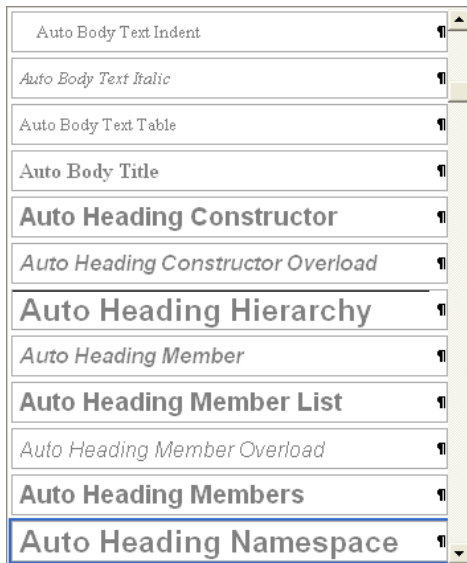 Auto Body Text Indent ¶
Auto Body Text Italic ¶
Auto Body Text Table ¶
Auto Body Title ¶
Auto Heading Constructor ¶
Auto Heading Constructor Overload ¶
Auto Heading Hierarchy ¶
Auto Heading Member ¶
Auto Heading Member List ¶
Auto Heading Member Overload ¶
Auto Heading Members ¶
Auto Heading Namespace ¶